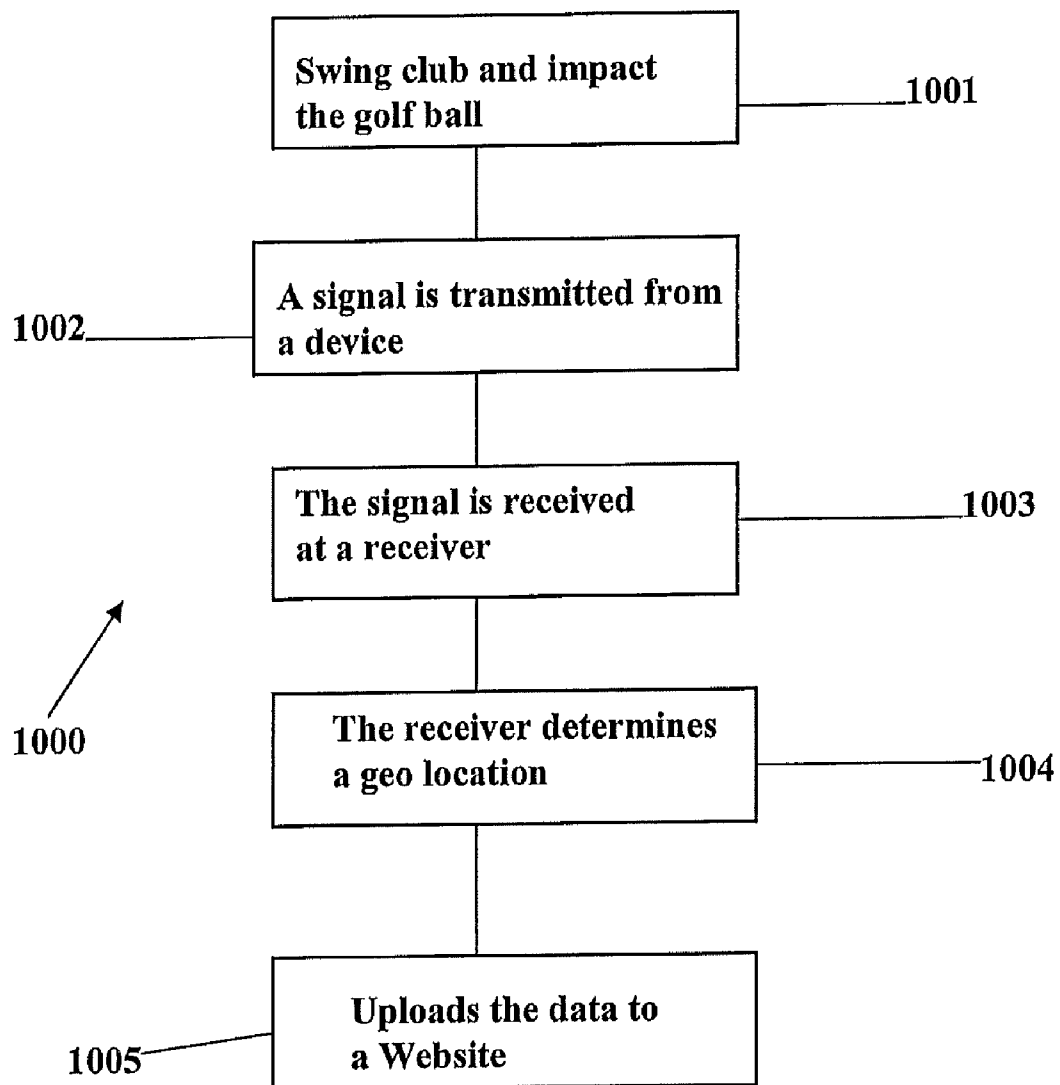 Swing club and impact
the golf ball
1001
A signal is transmitted from
a device
1002
The signal is received
at a receiver
1003
1000
The receiver determines
a geo location
1004
Uploads the data to
a Website
1005